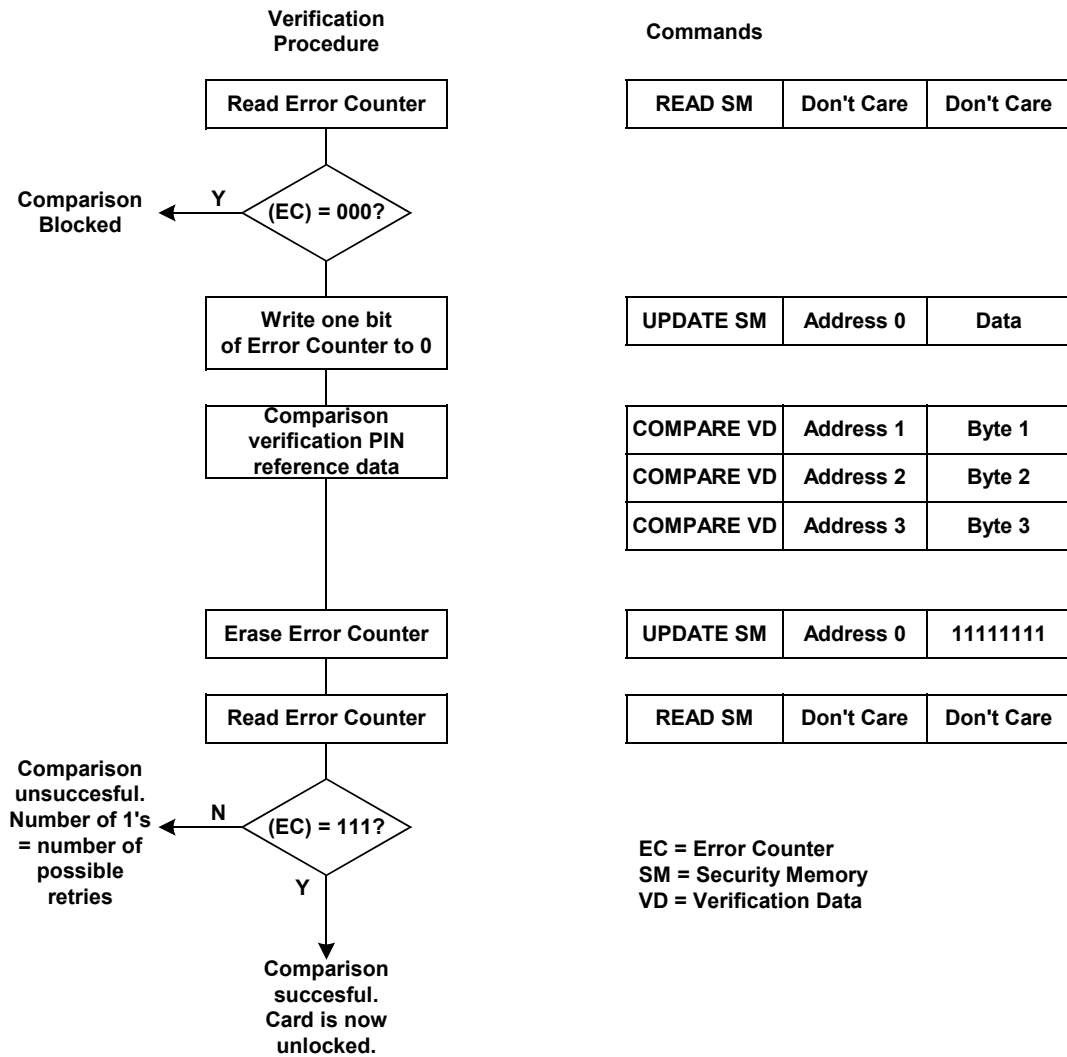 Verification
Procedure
Commands
Read Error Counter
READ SM Don't Care Don't Care
Comparison
Blocked
Y
(EC) = 000?
Write one bit
of Error Counter to 0
UPDATE SM Address 0 Data
Comparison
verification PIN
reference data
COMPARE VD Address 1 Byte 1
COMPARE VD Address 2 Byte 2
COMPARE VD Address 3 Byte 3
Erase Error Counter
UPDATE SM Address 0 11111111
Read Error Counter
READ SM Don't Care Don't Care
Comparison
unsuccesful.
Number of 1's
= number of
possible
retries
N
(EC) = 111?
Y
EC = Error Counter
SM = Security Memory
VD = Verification Data
Comparison
succesful.
Card is now
unlocked.